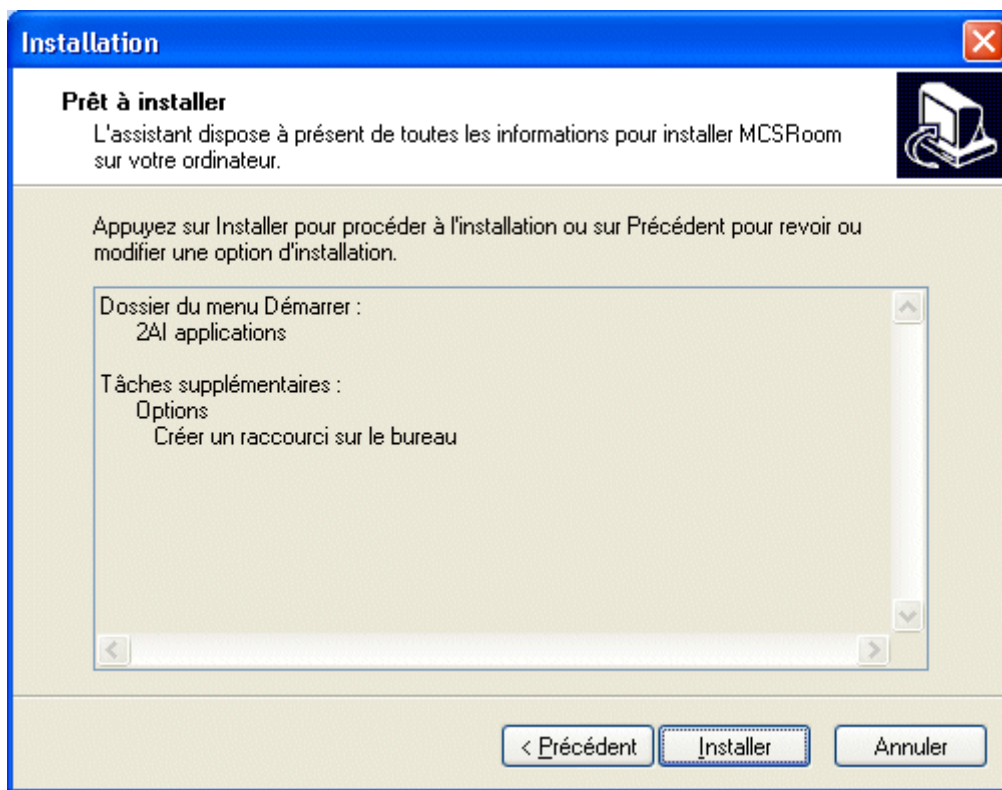 Installation
Prêt à installer
L'assistant dispose à présent de toutes les informations pour installer MCSRoom
sur votre ordinateur.
Appuyez sur Installer pour procéder à l'installation ou sur Précédent pour revoir ou
modifier une option d'installation.
Dossier du menu Démarrer :
2AI applications
Tâches supplémentaires :
Options
Créer un raccourci sur le bureau
< Précédent
Installer
Annuler